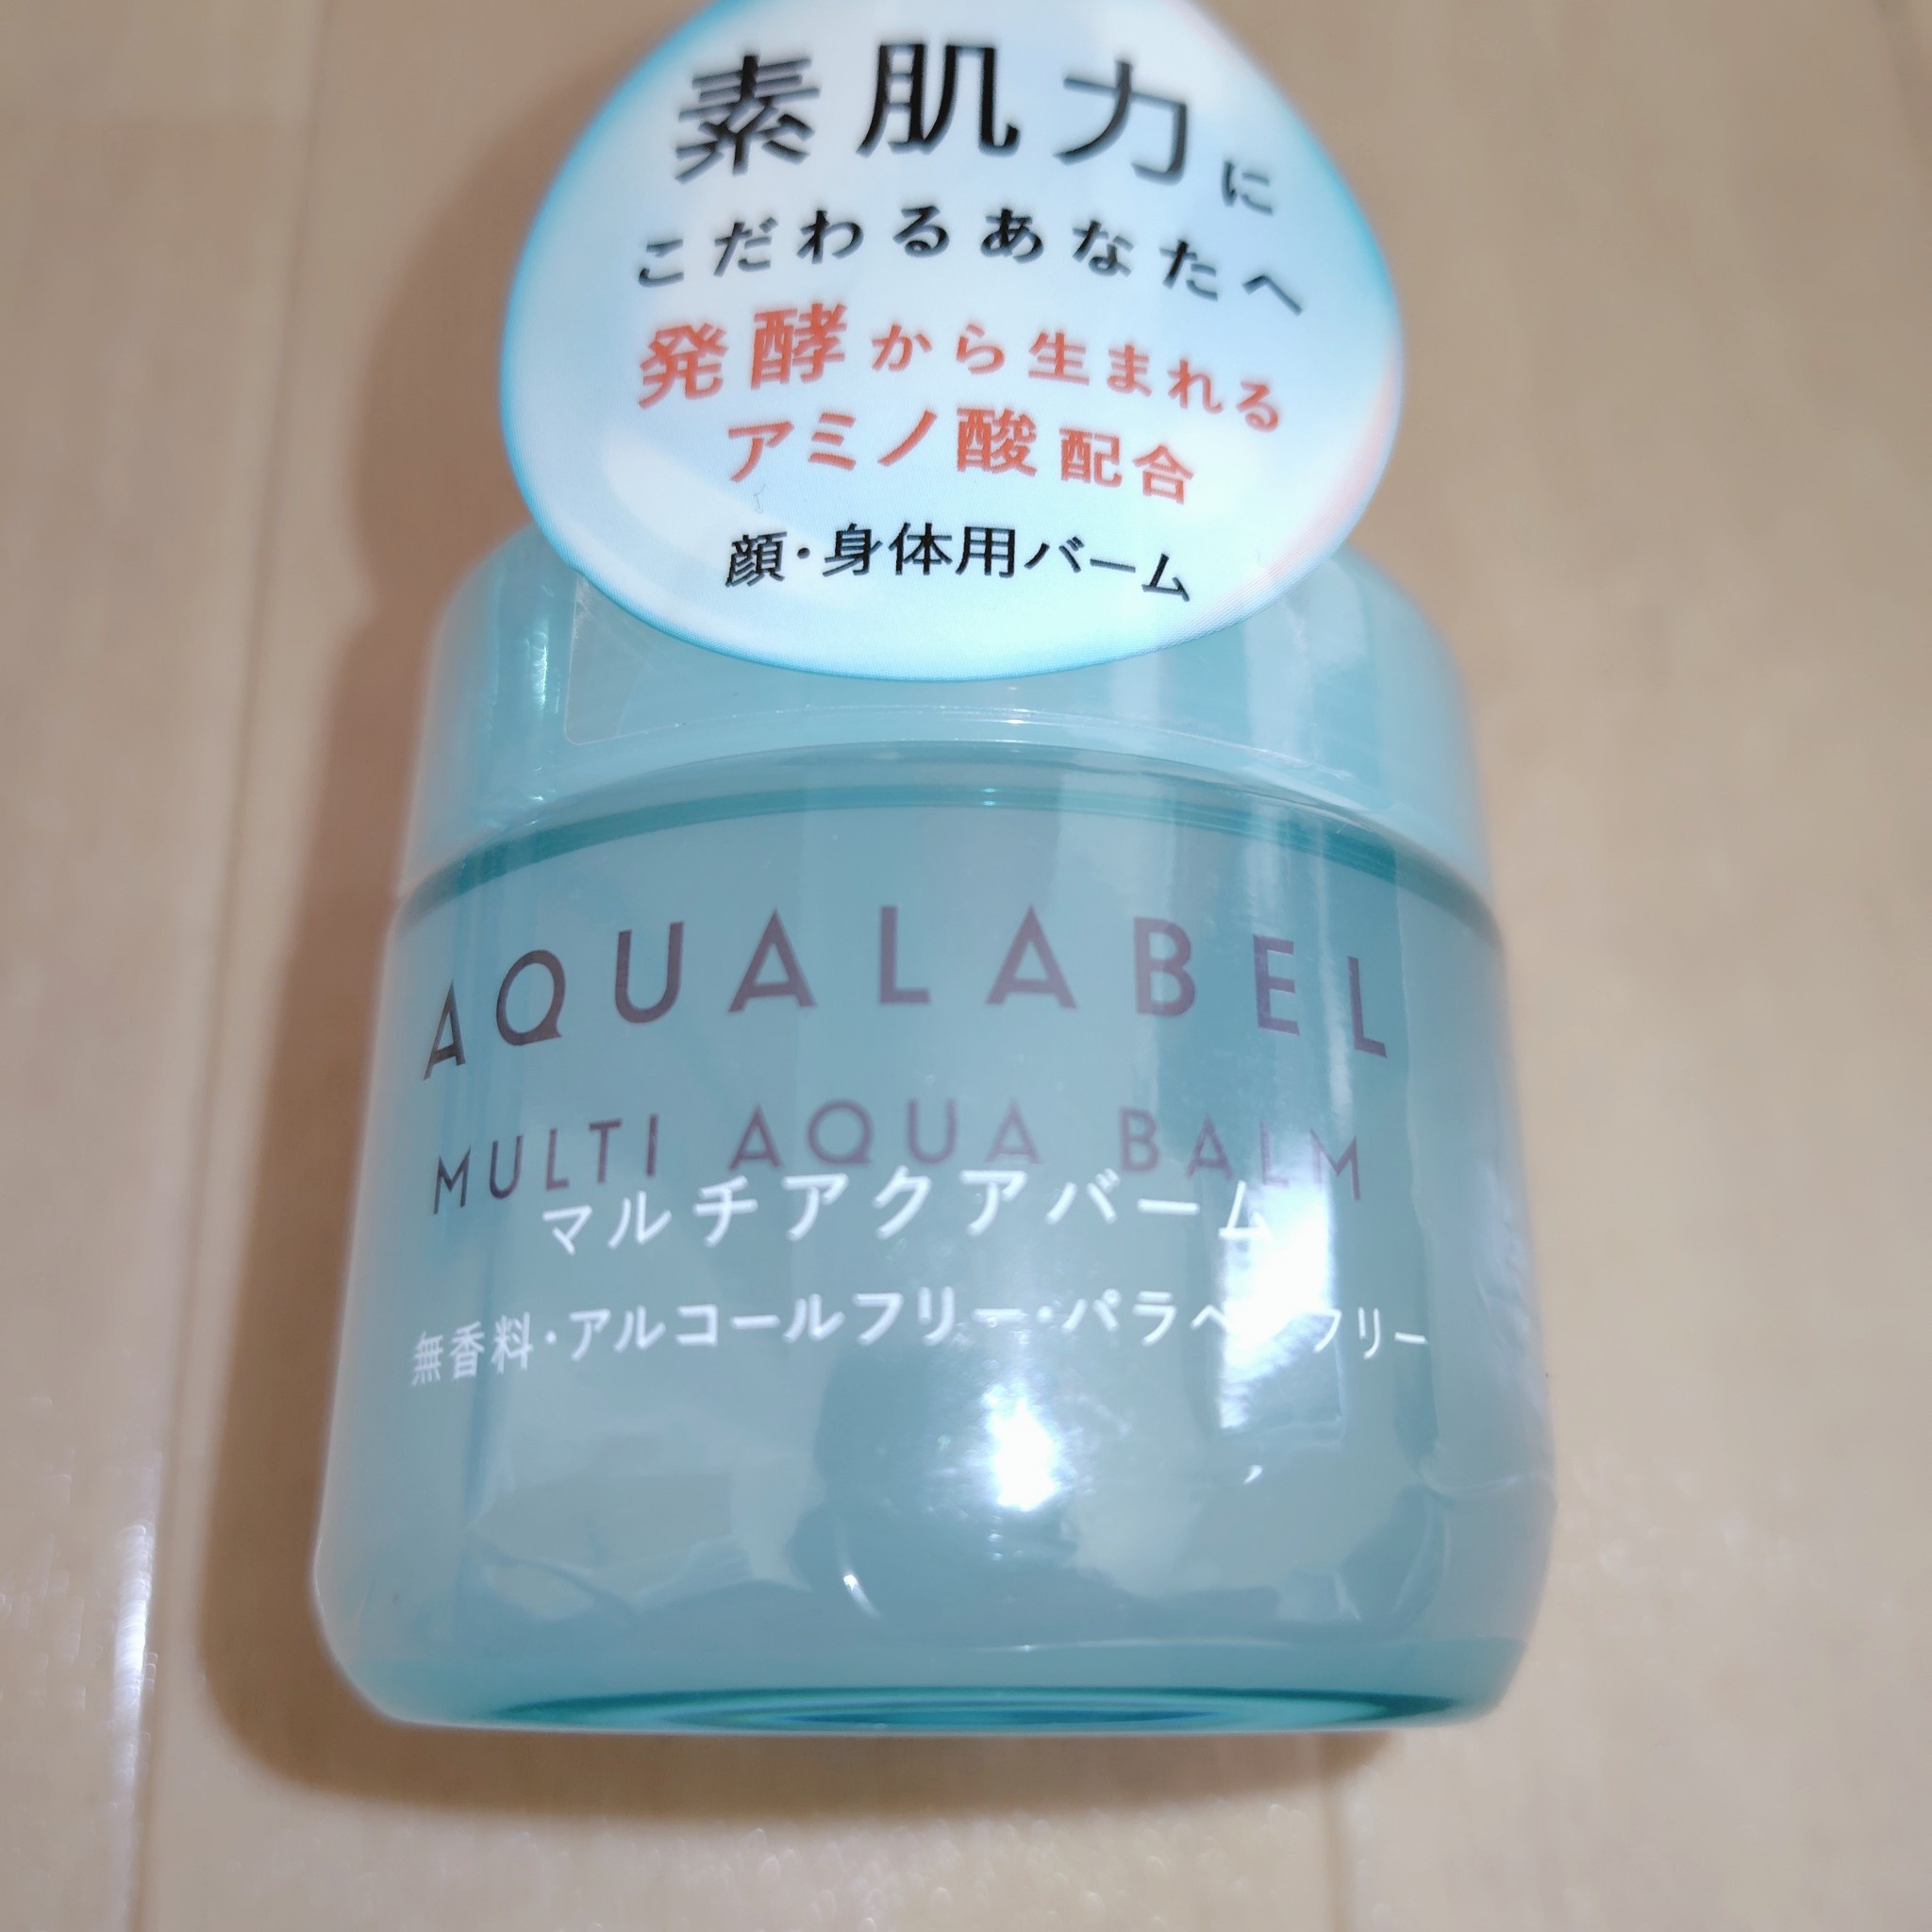 素肌力に
こだわるあなたへ
発酵から生まれる
アミノ酸配合
顔・身体用バーム
AQUALABEL
MULTI AQUA BALM
マルチアクアバーム
無香料・アルコールフリー・パラベンフリー